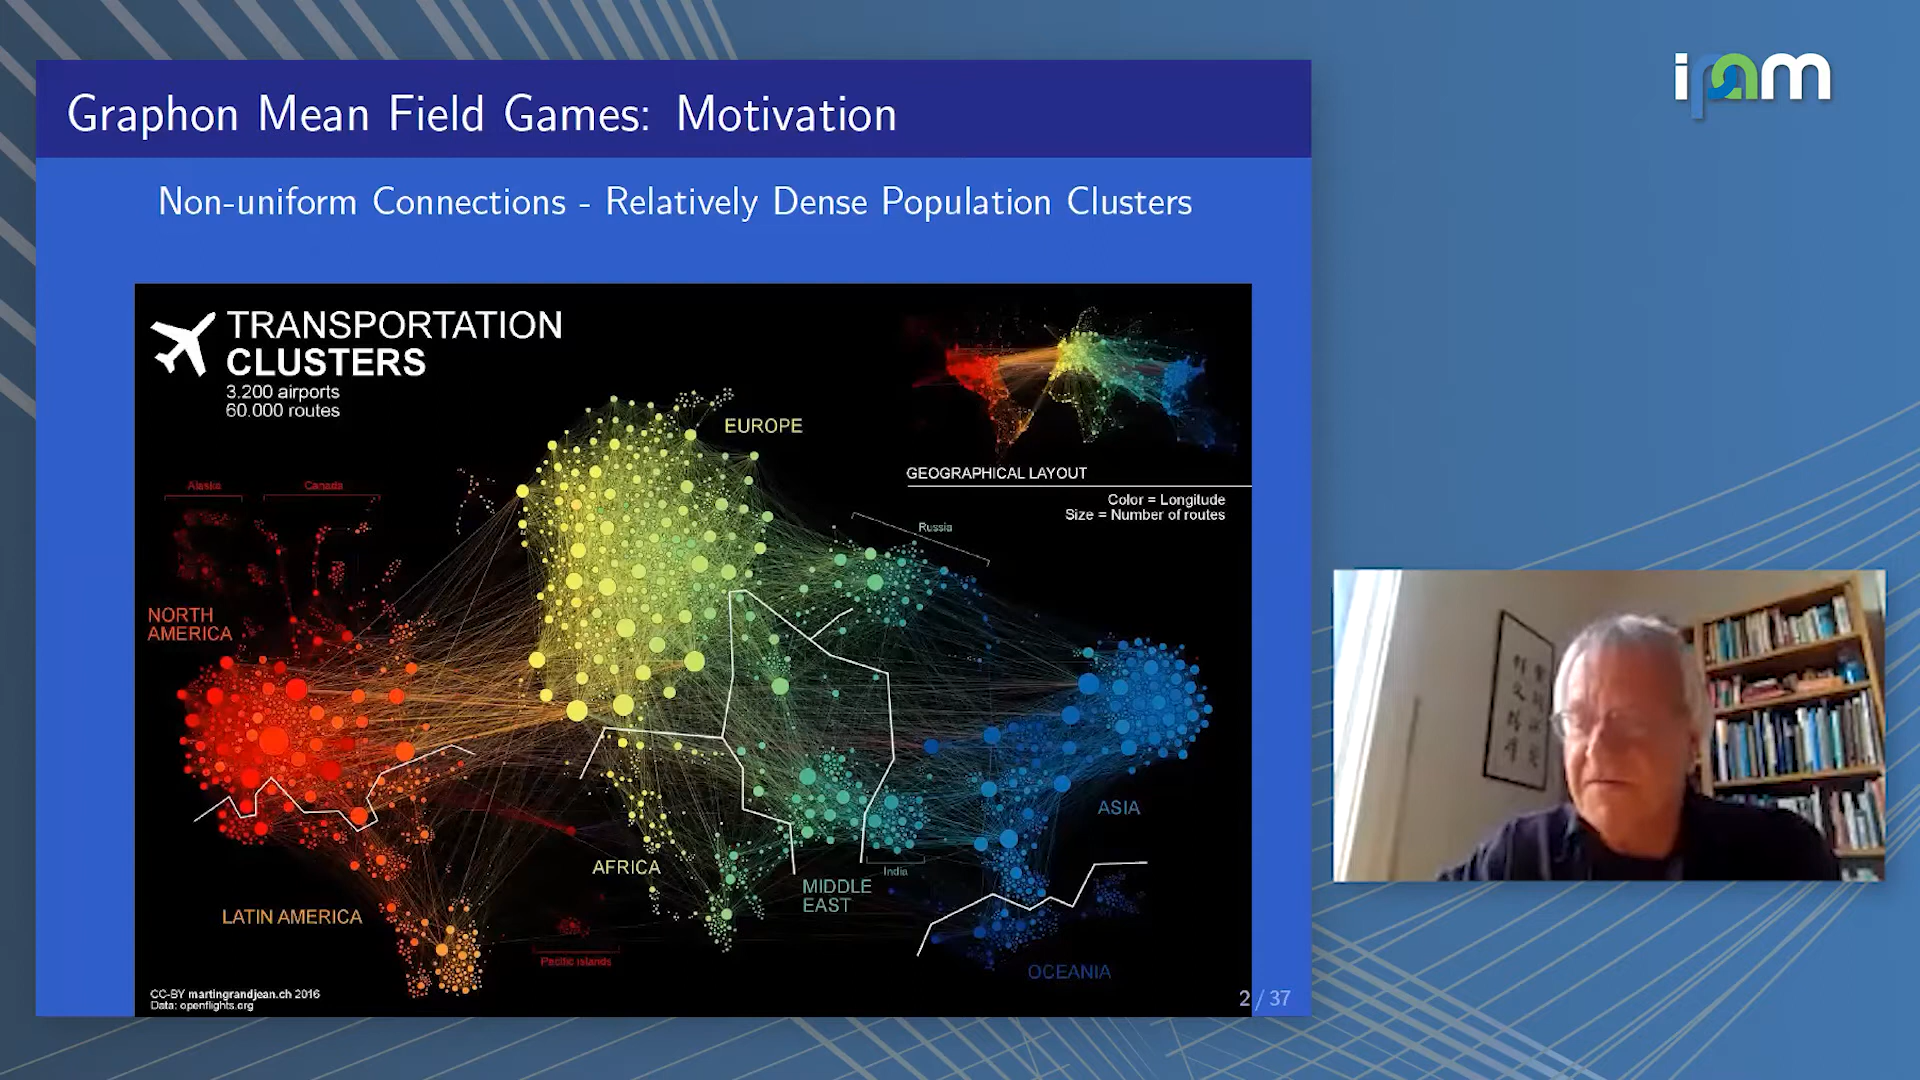 ipam
Graphon Mean Field Games: Motivation
Non-uniform Connections - Relatively Dense Population Clusters
TRANSPORTATION
CLUSTERS
3.200 airports
60.000 routes
EUROPE
GEOGRAPHICAL LAYOUT
Color = Longitude
Size = Number of routes
Alaska
Canada
Russia
NORTH
AMERICA
ASIA
AFRICA
India
MIDDLE
EAST
LATIN AMERICA
Pacific islands
OCEANIA
CC-BY martingrandjean.ch 2016
Data: openflights.org
2 / 37